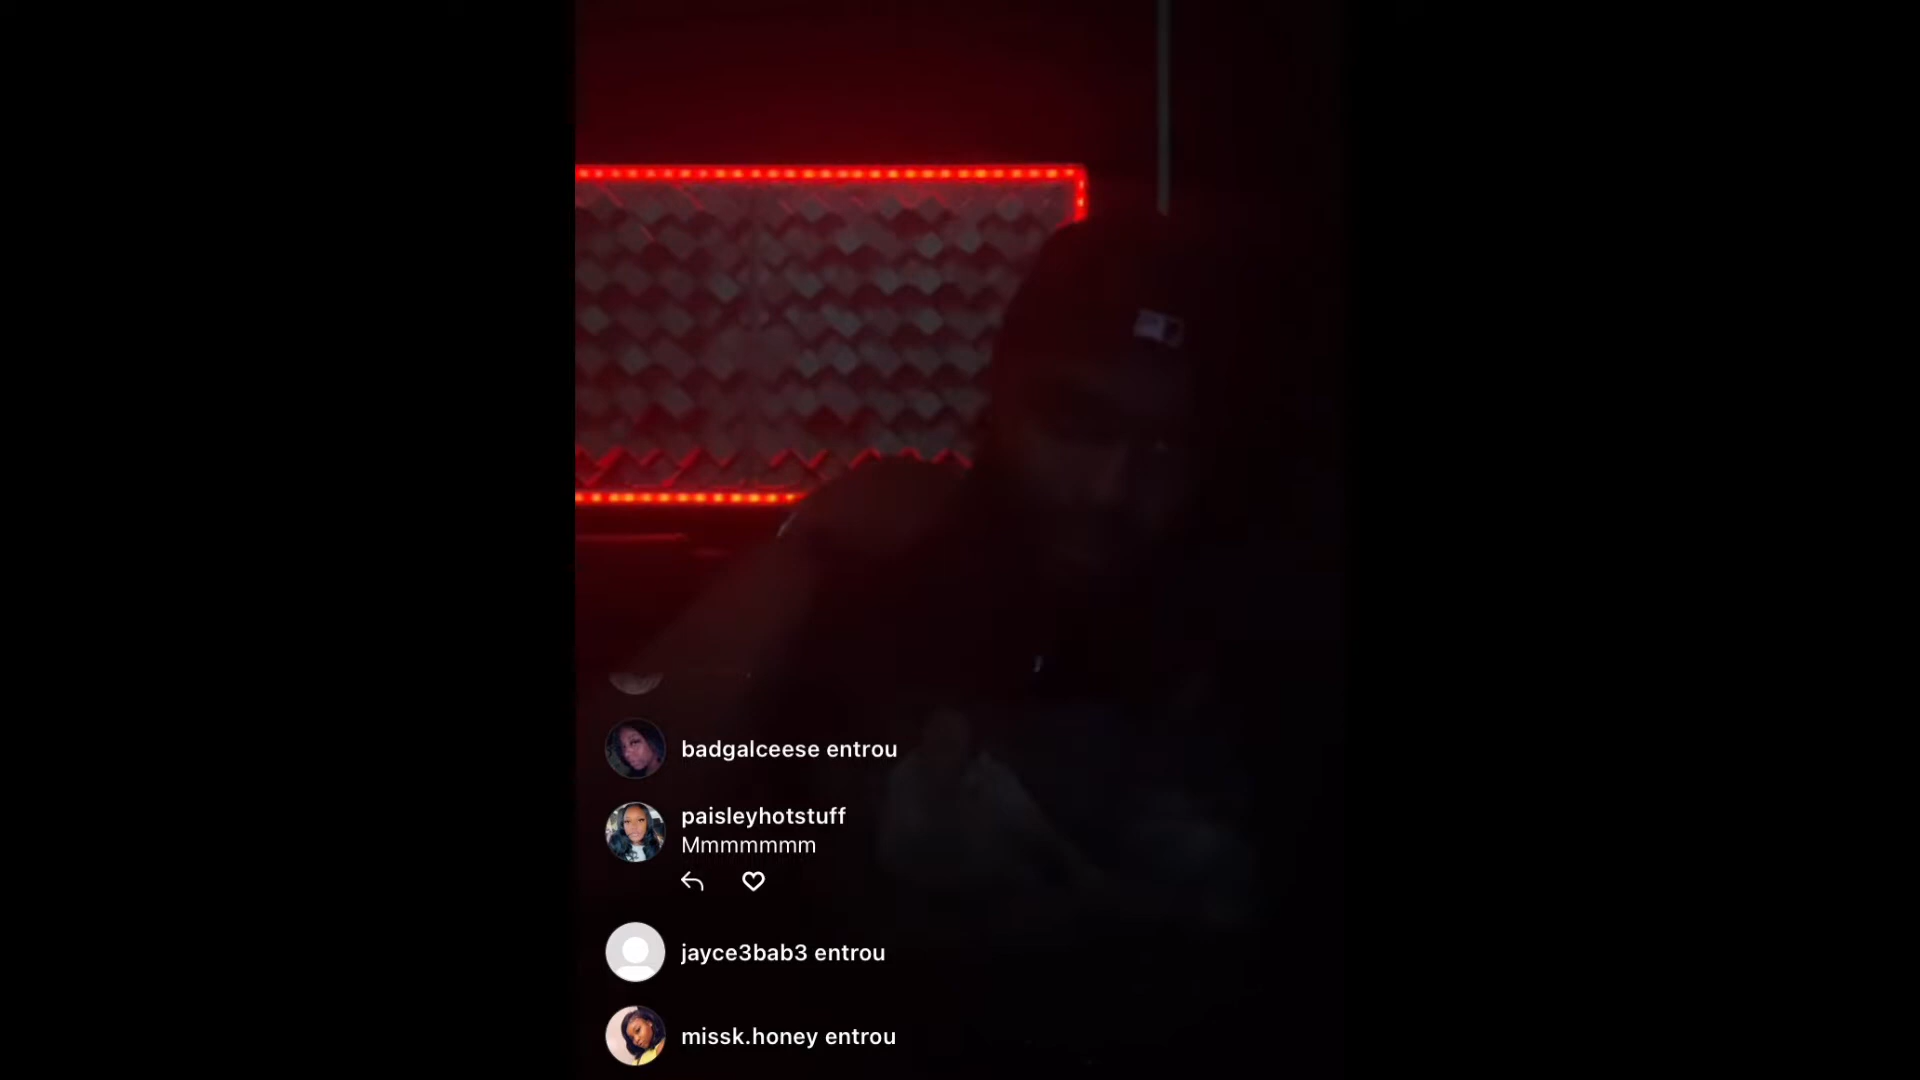 badgalceese entrou
paisleyhotstuff
Mmmmmmm
jayce3bab3 entrou
missk.honey entrou